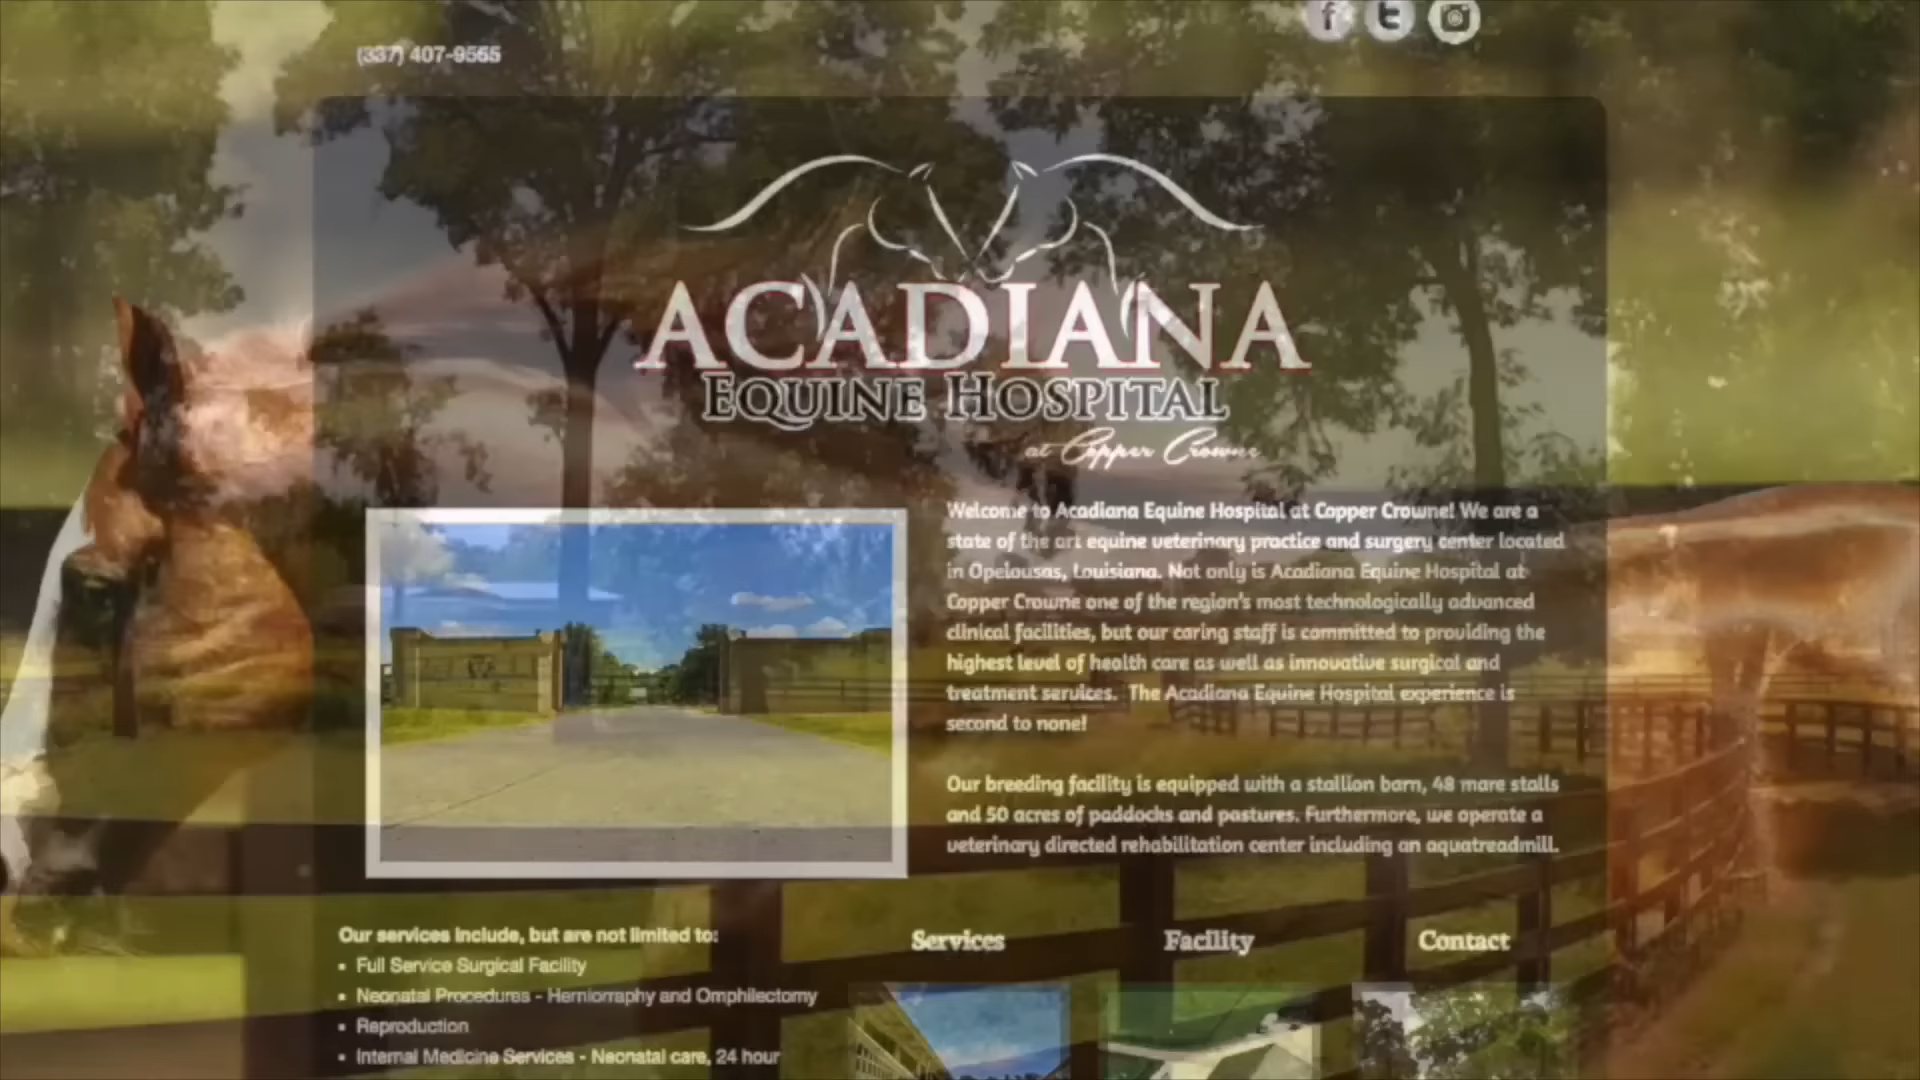 (337) 407-9565
ACADIANA
EQUINE HOSPITAL
at Copper Crowne
Welcome to Acadiana Equine Hospital at Copper Crowne! We are a
state of the art equine veterinary practice and surgery center located
in Opelousas, Louisiana. Not only is Acadiana Equine Hospital at
Copper Crowne one of the region's most technologically advanced
clinical facilities, but our caring staff is committed to providing the
highest level of health care as well as innovative surgical and
treatment services. The Acadiana Equine Hospital experience is
second to none!
Our breeding facility is equipped with a stallion barn, 48 mare stalls
and 50 acres of paddocks and pastures. Furthermore, we operate a
veterinary directed rehabilitation center including an aquatreadmill.
Our services include, but are not limited to:
▪ Full Service Surgical Facility
▪ Neonatal Procedures - Herniorraphy and Omphilectomy
▪ Reproduction
▪ Internal Medicine Services - Neonatal care, 24 hour
Services Facility Contact